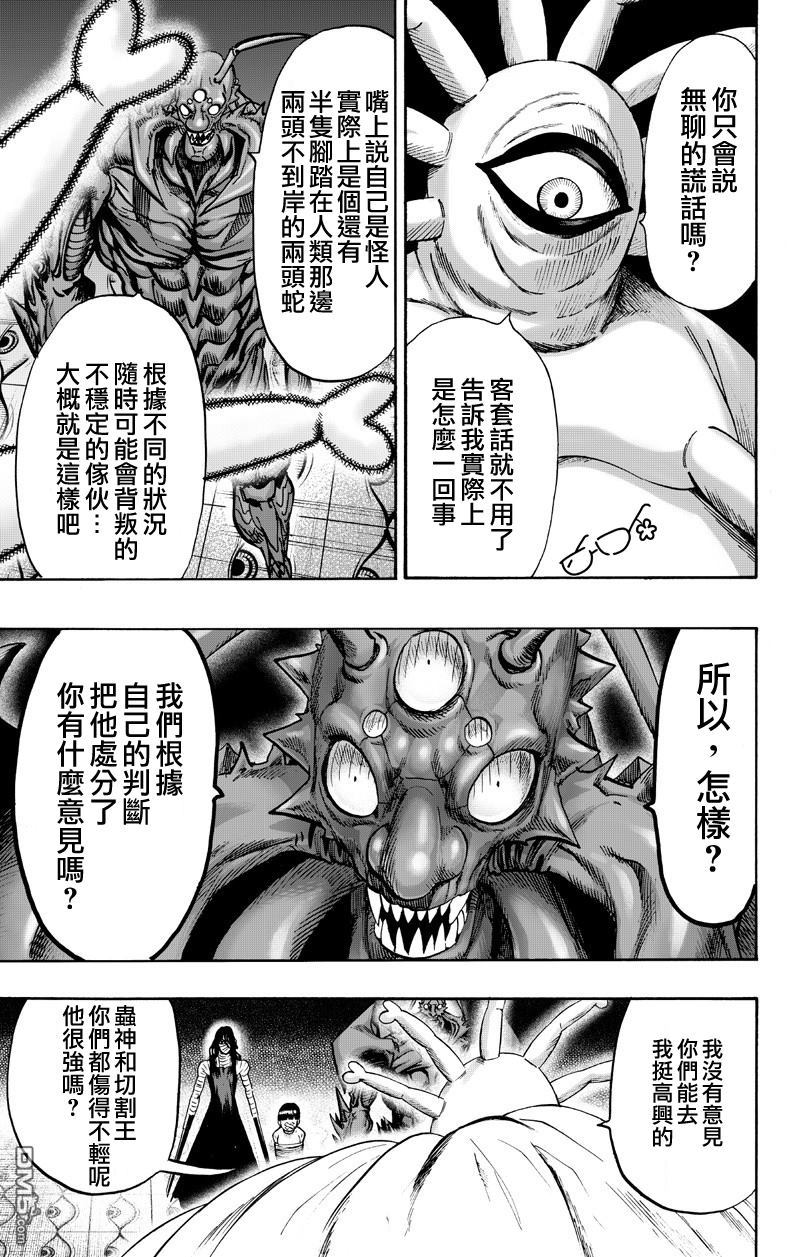 你只會説
無聊的謊話嗎？
客套話就不用了
告訴我實際上
是怎麼一回事
嘴上説自己是怪人
實際上是個還有
半隻腳踏在人類那邊
兩頭不到岸的兩頭蛇
根據不同的狀況
隨時可能會背叛的
不穩定的傢伙…
大概就是這樣吧
所以，怎樣？
我們根據
自己的判斷
把他處分了
你有什麼意見嗎？
我沒有意見
你們能去
我挺高興的
蟲神和切割王
你們都傷得不輕呢
他很強嗎？
DM5.com